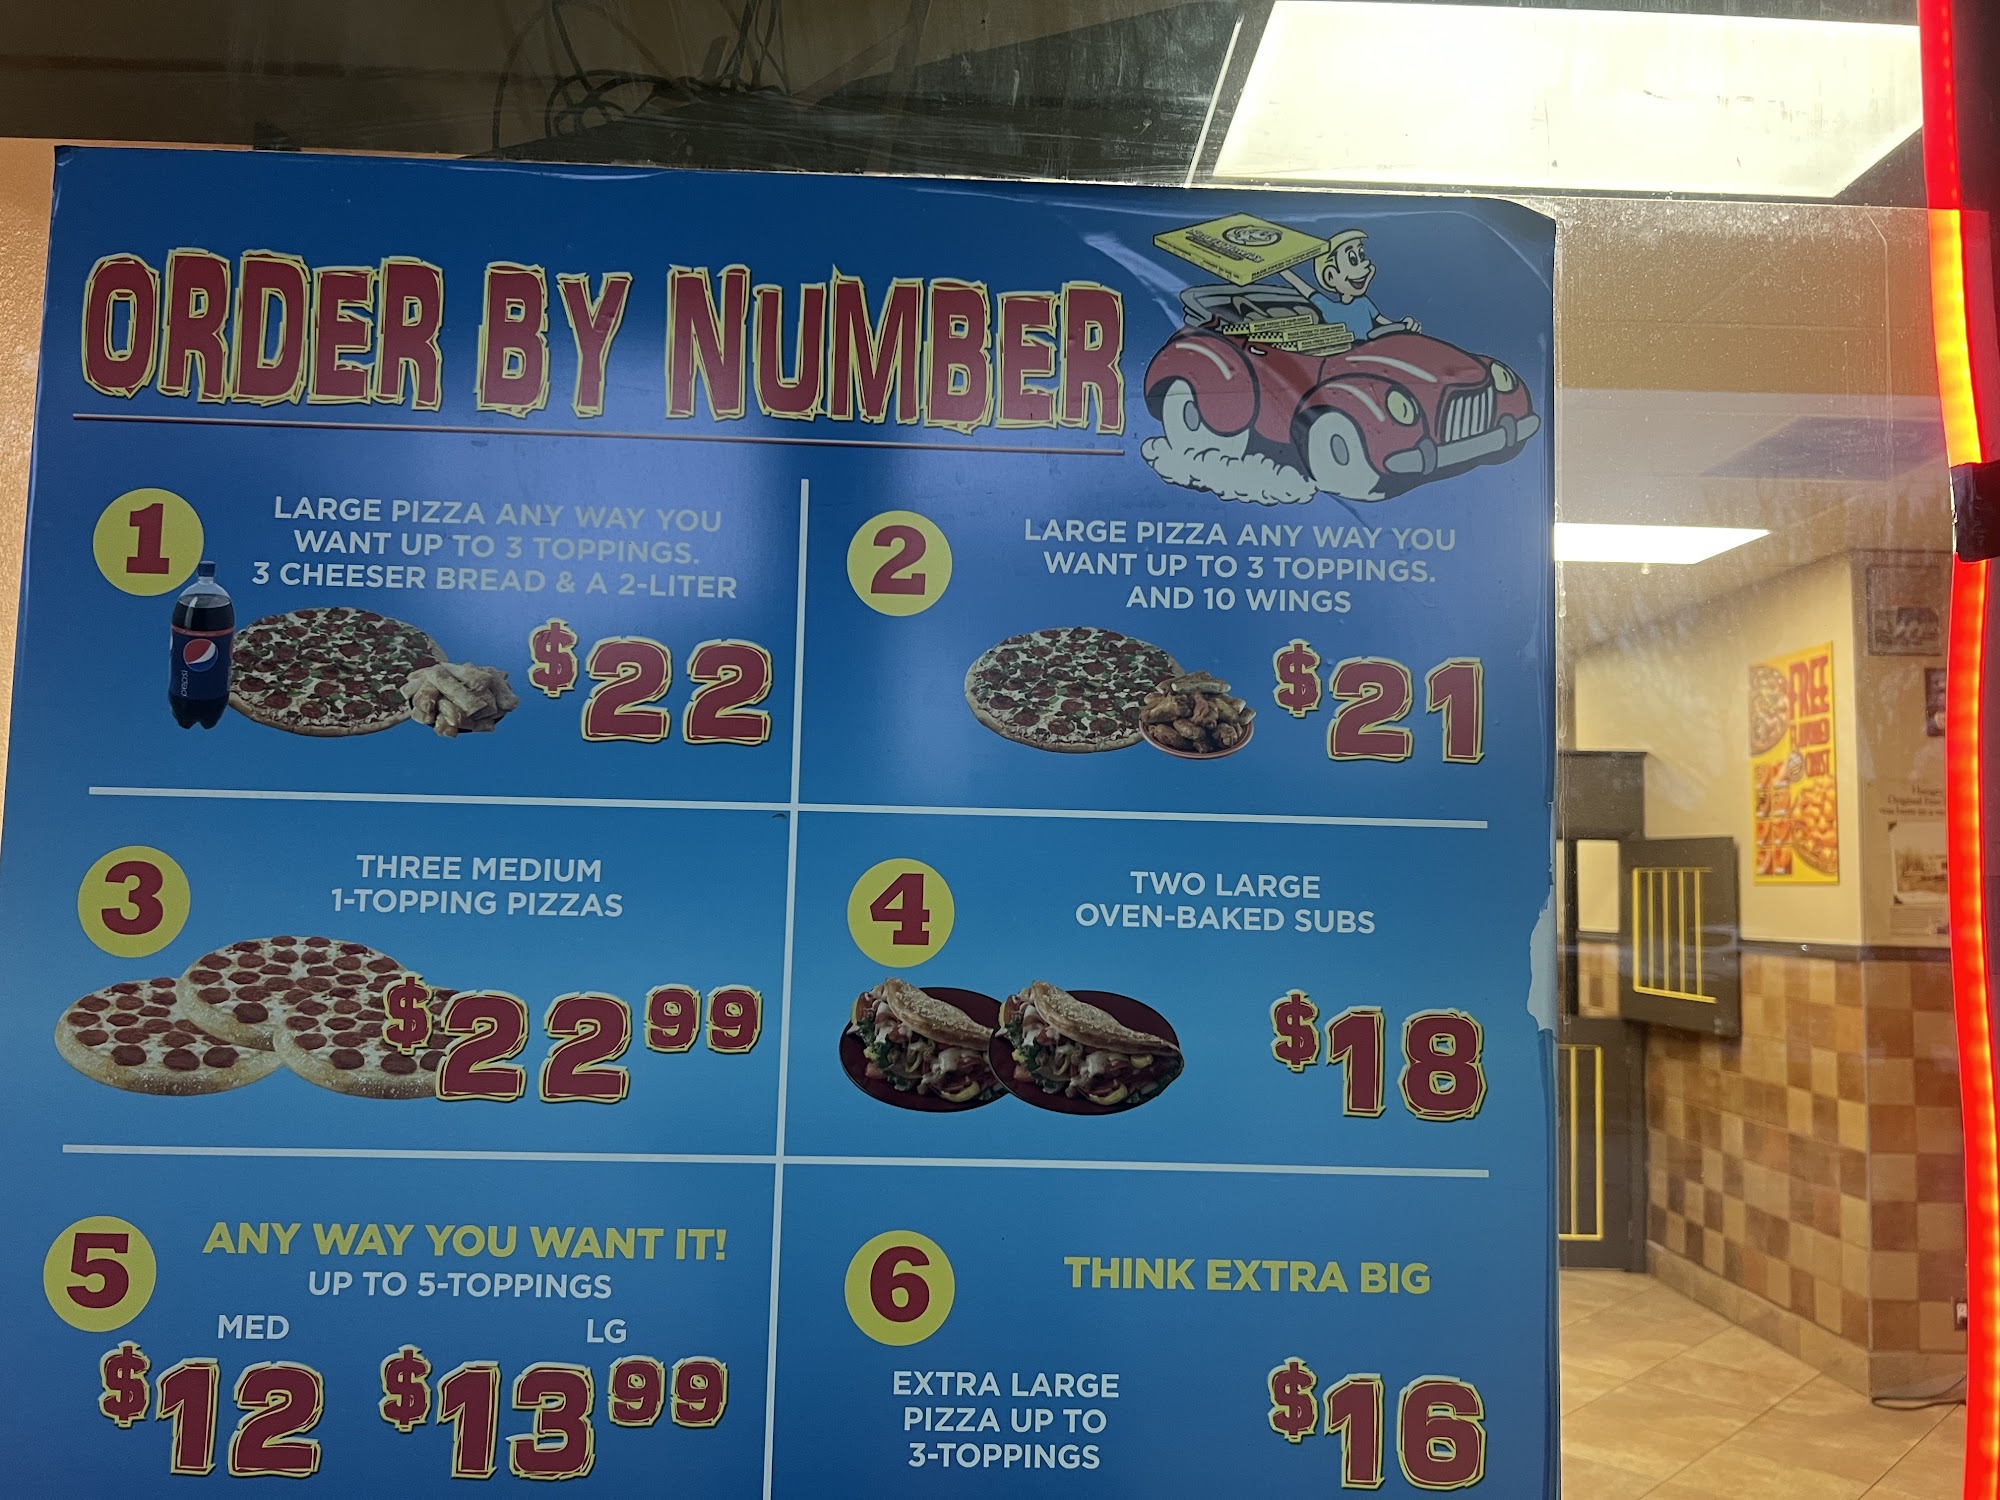 ORDER BY NUMBER
1
LARGE PIZZA ANY WAY YOU
WANT UP TO 3 TOPPINGS.
3 CHEESER BREAD & A 2-LITER
pepsi
$22
2
LARGE PIZZA ANY WAY YOU
WANT UP TO 3 TOPPINGS.
AND 10 WINGS
$21
3
THREE MEDIUM
1-TOPPING PIZZAS
$22 99
4
TWO LARGE
OVEN-BAKED SUBS
$18
5
ANY WAY YOU WANT IT!
UP TO 5-TOPPINGS
MED
$12
LG
$13 99
6
THINK EXTRA BIG
EXTRA LARGE
PIZZA UP TO
3-TOPPINGS
$16
FREE
FLAVORED
CRUST